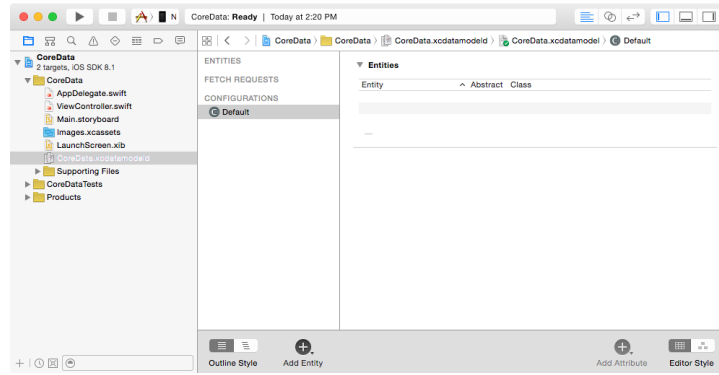 N CoreData: Ready | Today at 2:20 PM
CoreData CoreData CoreData.xcdatamodeld CoreData.xcdatamodel Default
CoreData
2 targets, iOS SDK 8.1
CoreData
AppDelegate.swift
ViewController.swift
Main.storyboard
Images.xcassets
LaunchScreen.xib
CoreData.xcdatamodeld
Supporting Files
CoreDataTests
Products
ENTITIES
FETCH REQUESTS
CONFIGURATIONS
C Default
Entities
Entity Abstract Class
Outline Style Add Entity Add Attribute Editor Style